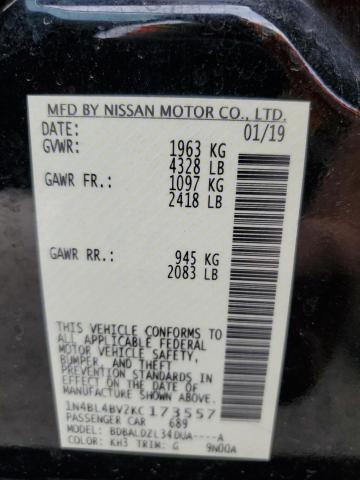 MFD BY NISSAN MOTOR CO., LTD.
DATE: 01/19
GVWR: 1963 KG
4328 LB
GAWR FR.: 1097 KG
2418 LB
GAWR RR.: 945 KG
2083 LB
THIS VEHICLE CONFORMS TO
ALL APPLICABLE FEDERAL
MOTOR VEHICLE SAFETY,
BUMPER, AND THEFT
PREVENTION STANDARDS IN
EFFECT ON THE DATE OF
MANUFACTURE SHOWN ABOVE.
1N4BL4BV2KC173557
PASSENGER CAR 689
MODEL: BDBALDZL34DUA----A
COLOR: KH3 TRIM: G 9N00A